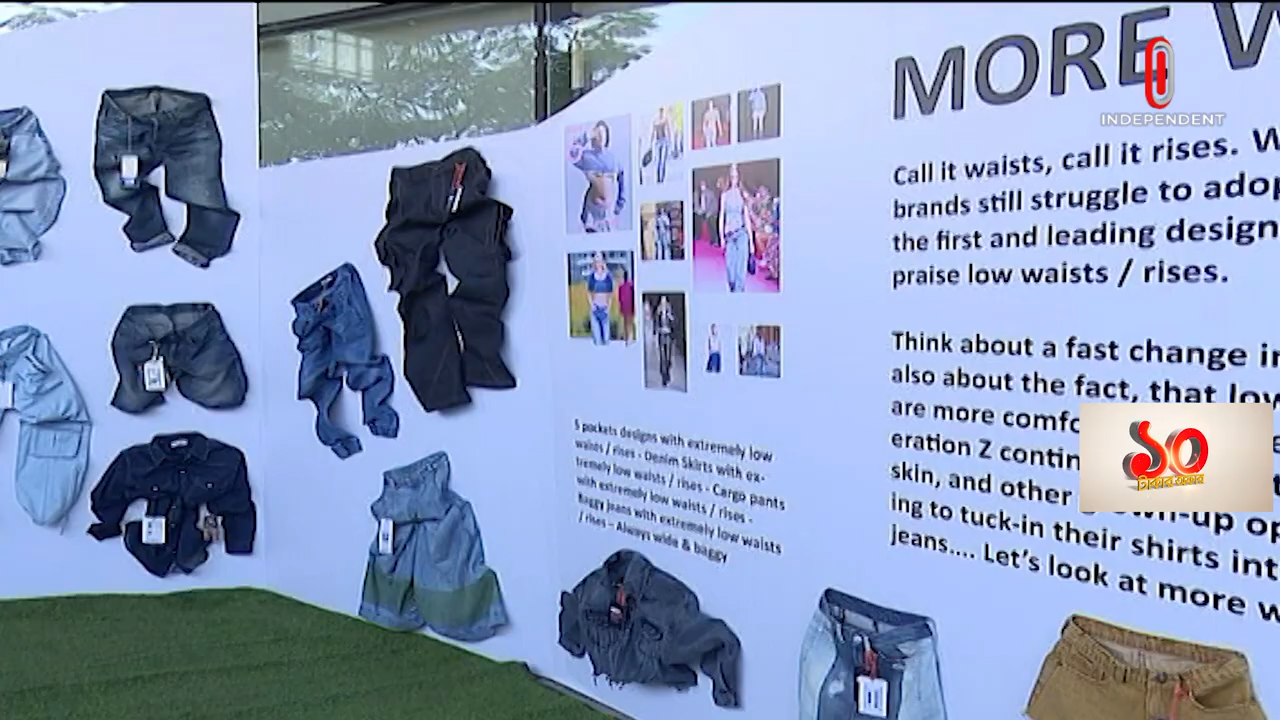 MORE W
INDEPENDENT
Call it waists, call it rises. W
brands still struggle to adop
the first and leading design
praise low waists / rises.
Think about a fast change in
also about the fact, that low
are more comfo
eration Z contin
skin, and other
ing to tuck-in their shirts int
jeans.... Let's look at more w
5 pockets designs with extremely low
waists / rises - Denim Skirts with ex-
tremely low waists / rises - Cargo pants
with extremely low waists / rises -
Baggy Jeans with extremely low waists
/ rises – Always wide & baggy
১০